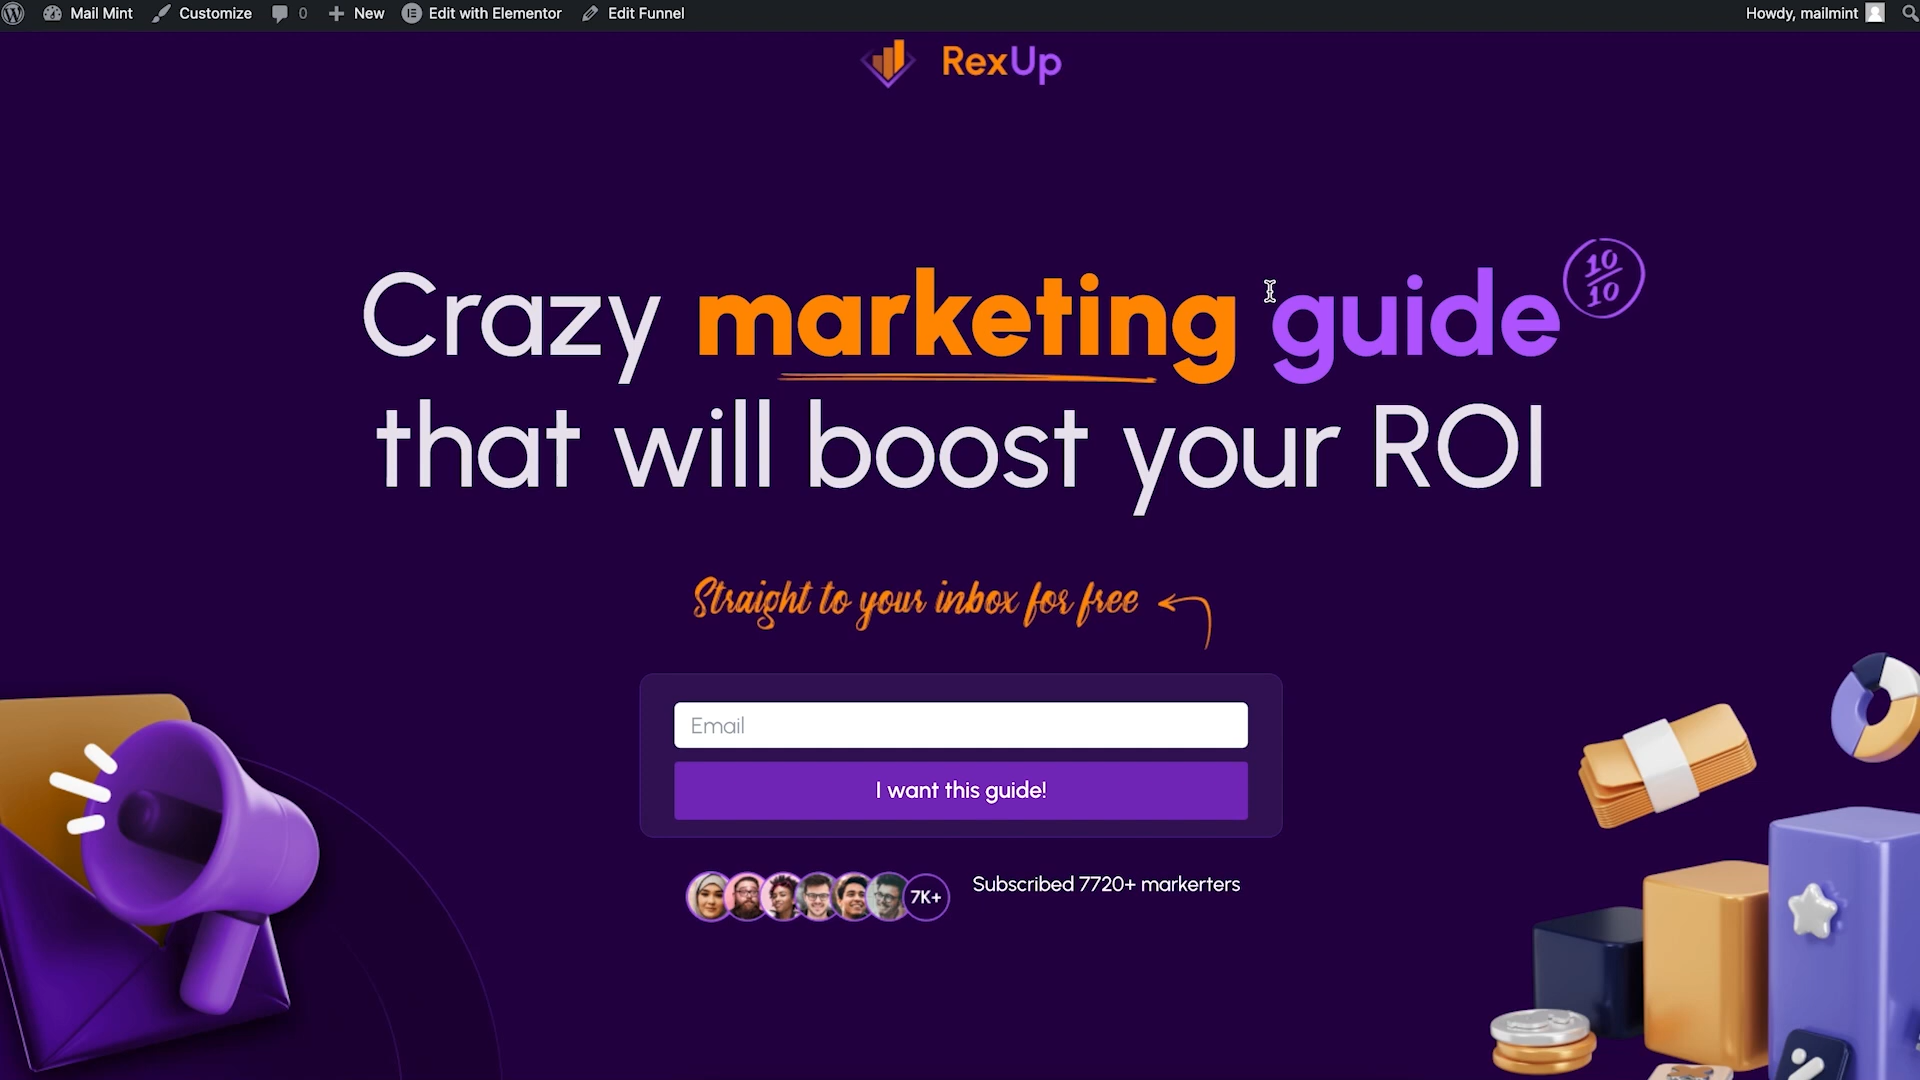 Mail Mint Customize 0 New Edit with Elementor Edit Funnel Howdy, mailmint
RexUp
Crazy marketing guide
10
10
that will boost your ROI
Straight to your inbox for free
Email
I want this guide!
7K+
Subscribed 7720+ markerters